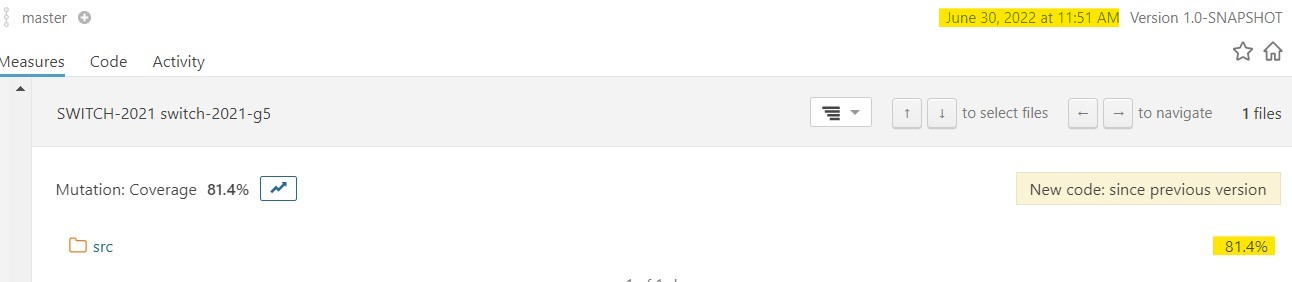 master June 30, 2022 at 11:51 AM Version 1.0-SNAPSHOT
Measures Code Activity
SWITCH-2021 switch-2021-g5 ↑ ↓ to select files ← → to navigate 1 files
Mutation: Coverage 81.4% New code: since previous version
src 81.4%